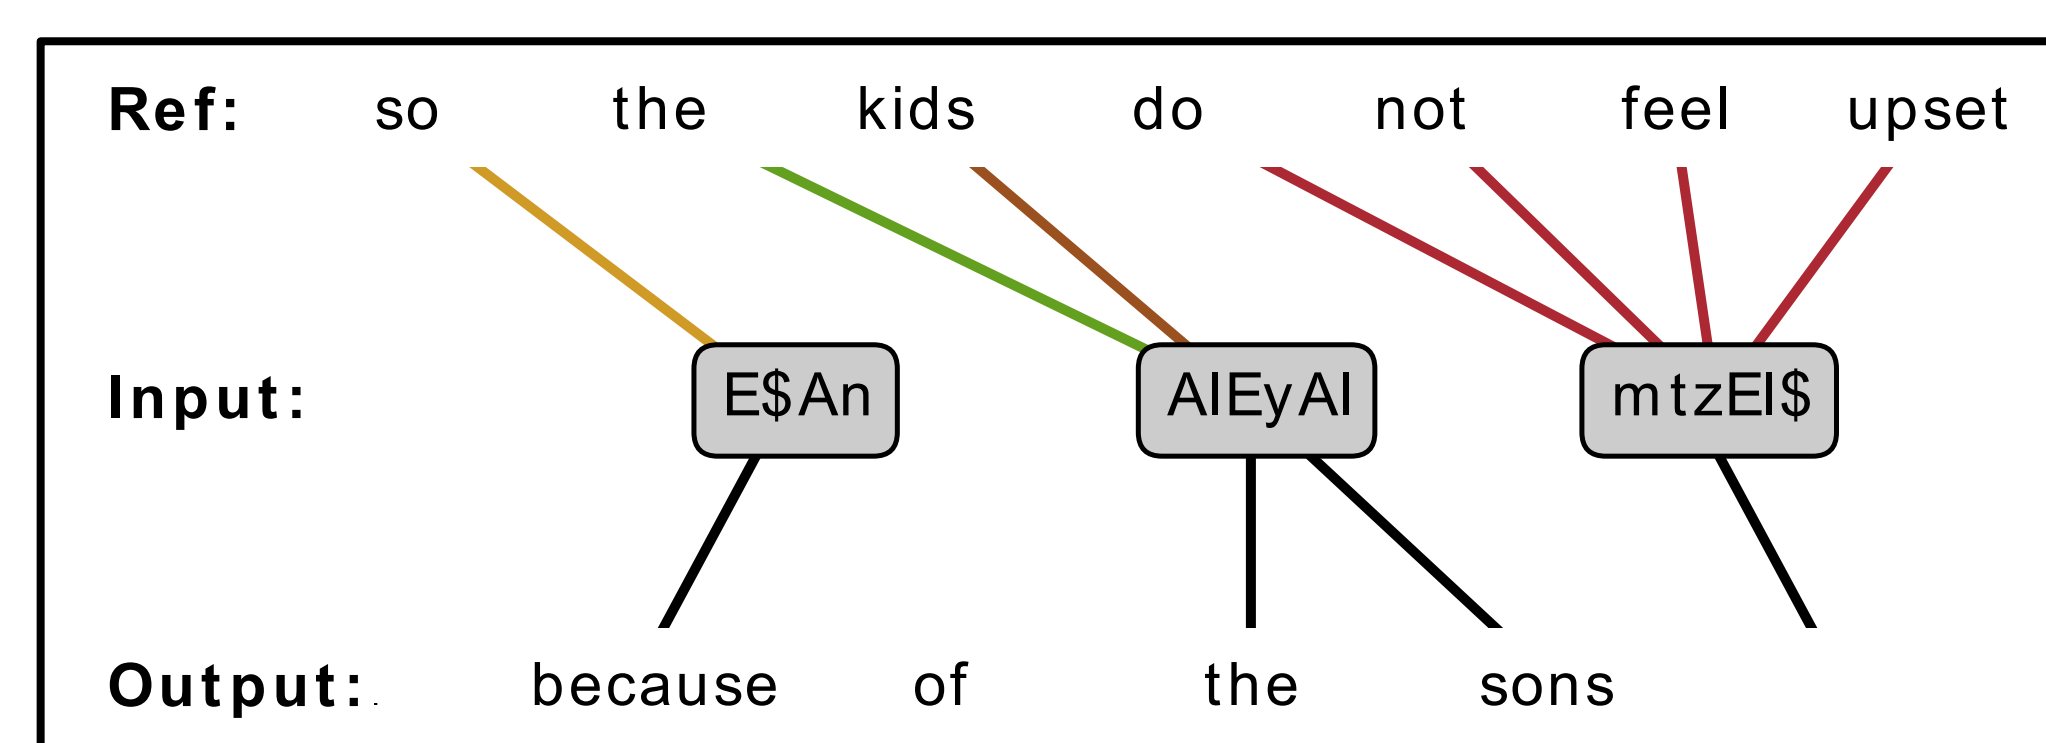 Ref: so the kids do not feel upset
Input: E$An AlEyAl mtzEl$
Output: because of the sons